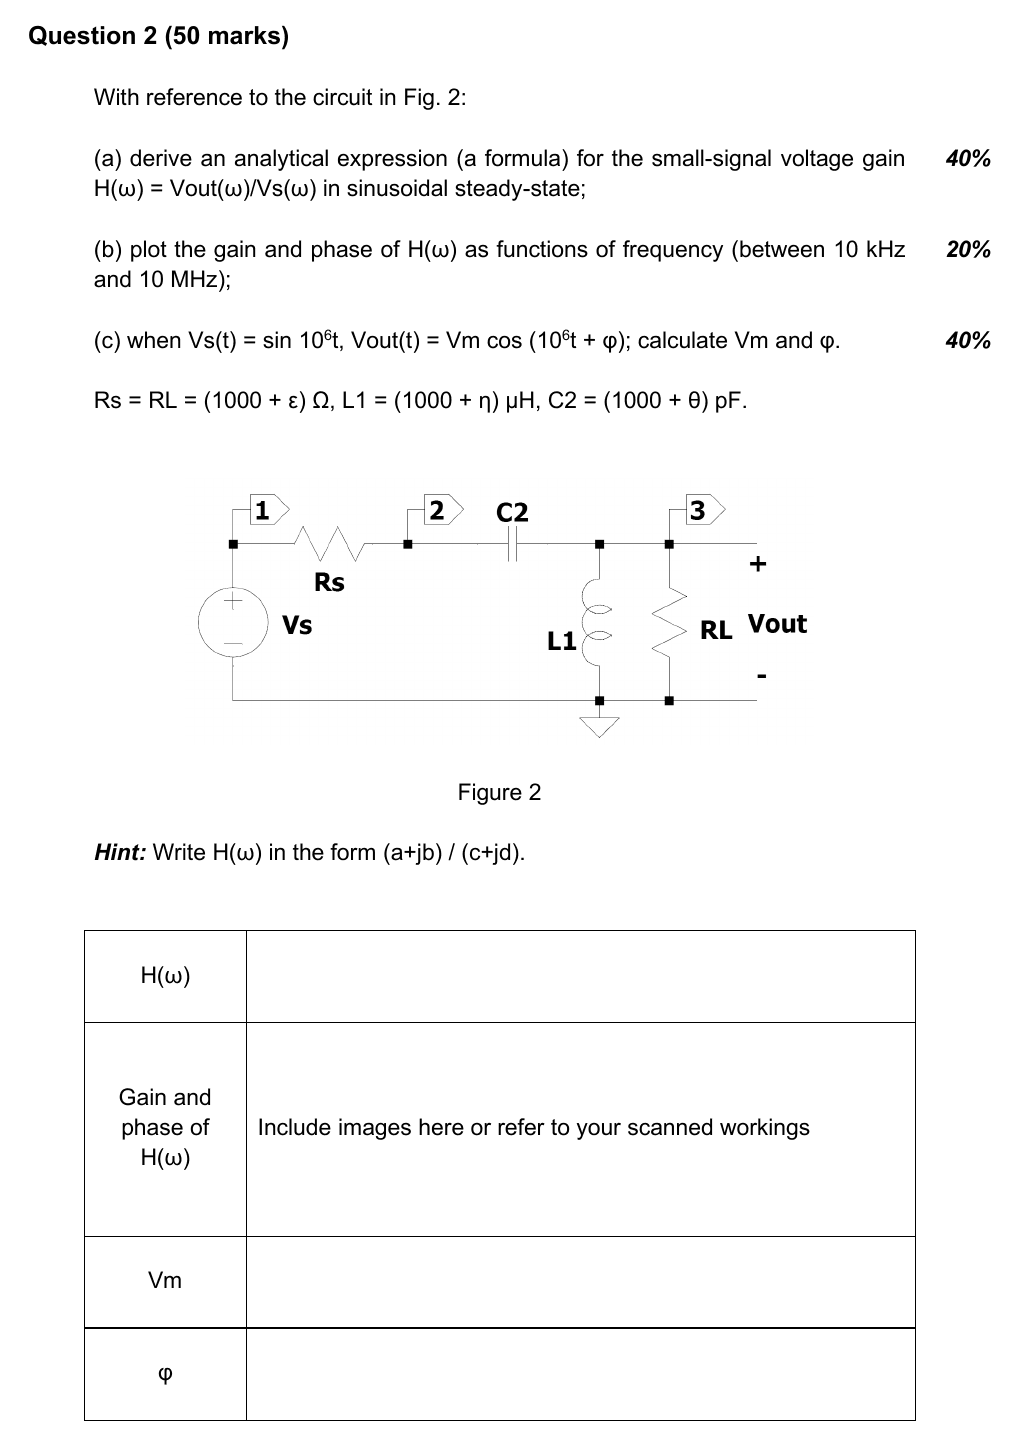 Question 2 (50 marks)
With reference to the circuit in Fig. 2:
(a) derive an analytical expression (a formula) for the small-signal voltage gain 40%
H(ω) = Vout(ω)/Vs(ω) in sinusoidal steady-state;
(b) plot the gain and phase of H(ω) as functions of frequency (between 10 kHz 20%
and 10 MHz);
(c) when Vs(t) = sin 10⁶t, Vout(t) = Vm cos (10⁶t + φ); calculate Vm and φ. 40%
Rs = RL = (1000 + ε) Ω, L1 = (1000 + η) μH, C2 = (1000 + θ) pF.
1 2 C2 3
Rs
+
Vs
L1 RL Vout
-
Figure 2
Hint: Write H(ω) in the form (a+jb) / (c+jd).
H(ω)
Gain and
phase of
H(ω)
Include images here or refer to your scanned workings
Vm
φ